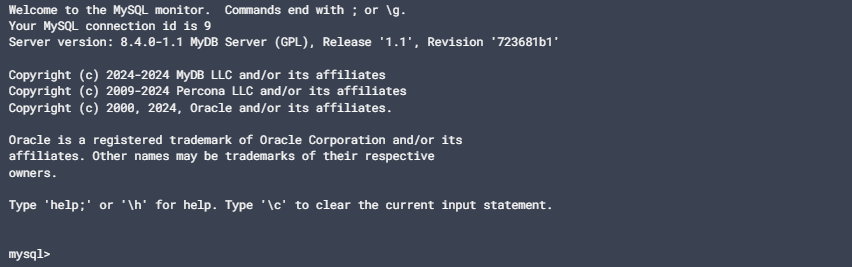 Welcome to the MySQL monitor.  Commands end with ; or \g.
Your MySQL connection id is 9
Server version: 8.4.0-1.1 MyDB Server (GPL), Release '1.1', Revision '723681b1'
Copyright (c) 2024-2024 MyDB LLC and/or its affiliates
Copyright (c) 2009-2024 Percona LLC and/or its affiliates
Copyright (c) 2000, 2024, Oracle and/or its affiliates.
Oracle is a registered trademark of Oracle Corporation and/or its
affiliates. Other names may be trademarks of their respective
owners.
Type 'help;' or '\h' for help. Type '\c' to clear the current input statement.
mysql>